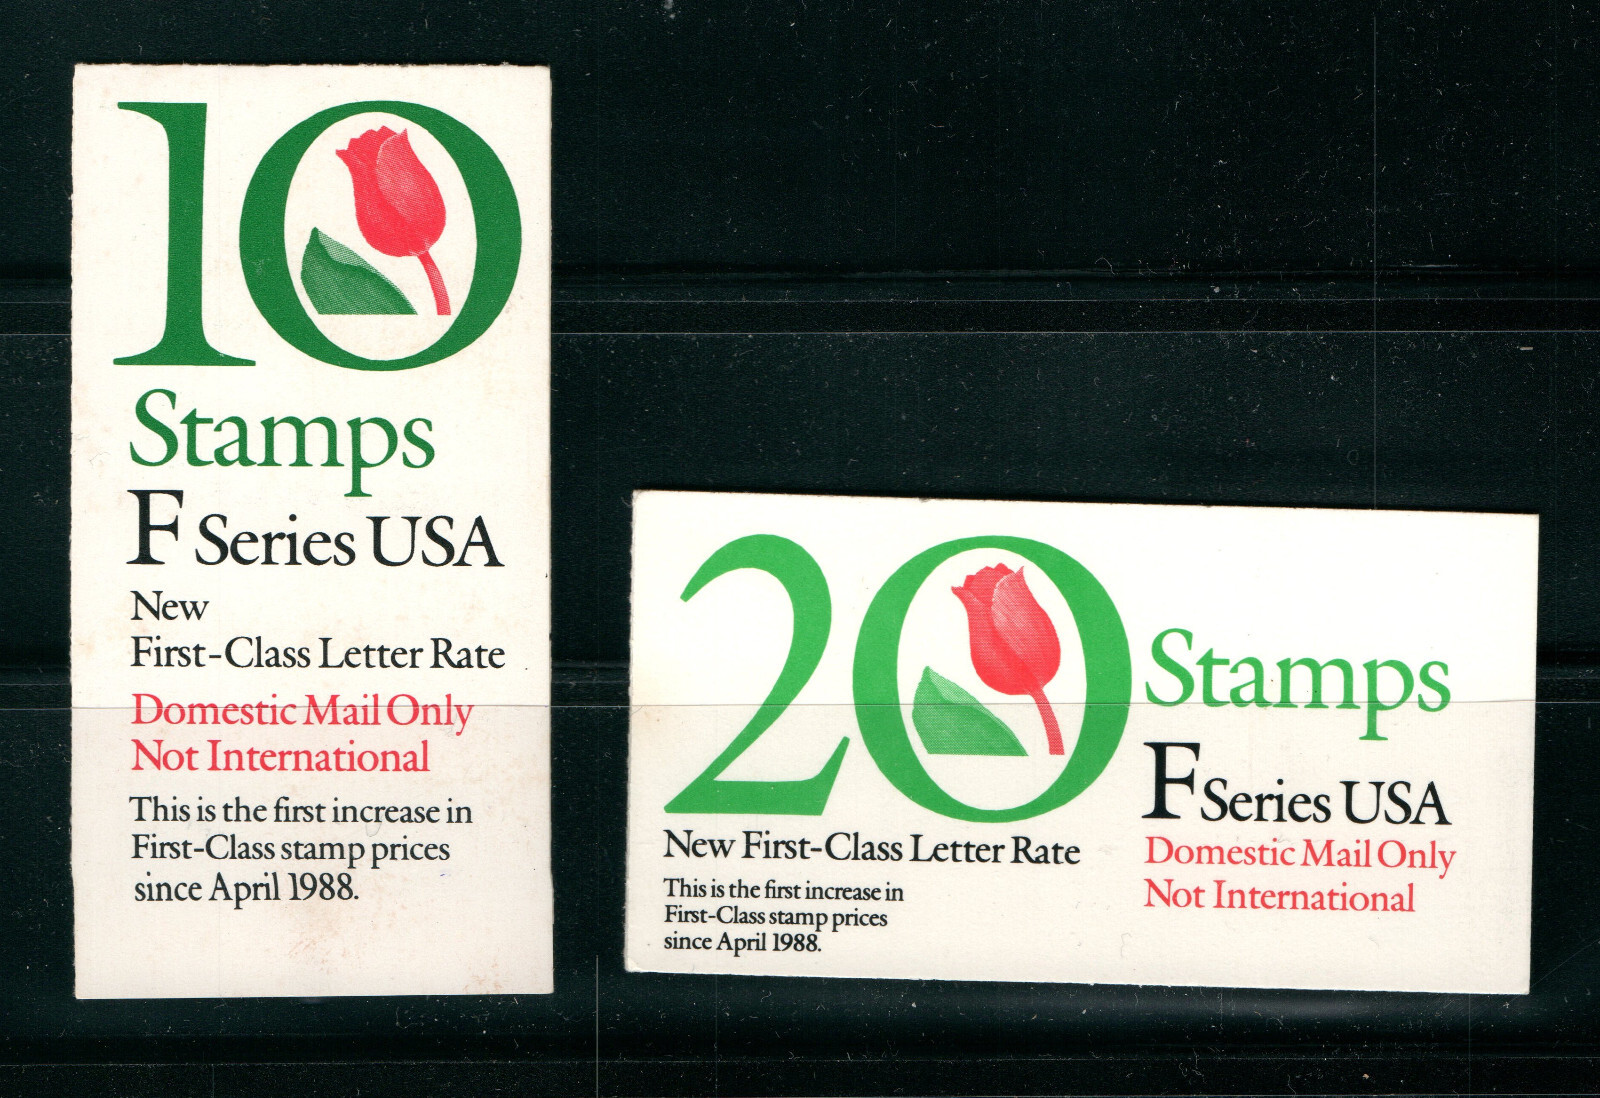 10
Stamps
F Series USA
New
First-Class Letter Rate
Domestic Mail Only
Not International
This is the first increase in
First-Class stamp prices
since April 1988.
20
Stamps
F Series USA
New First-Class Letter Rate
Domestic Mail Only
Not International
This is the first increase in
First-Class stamp prices
since April 1988.